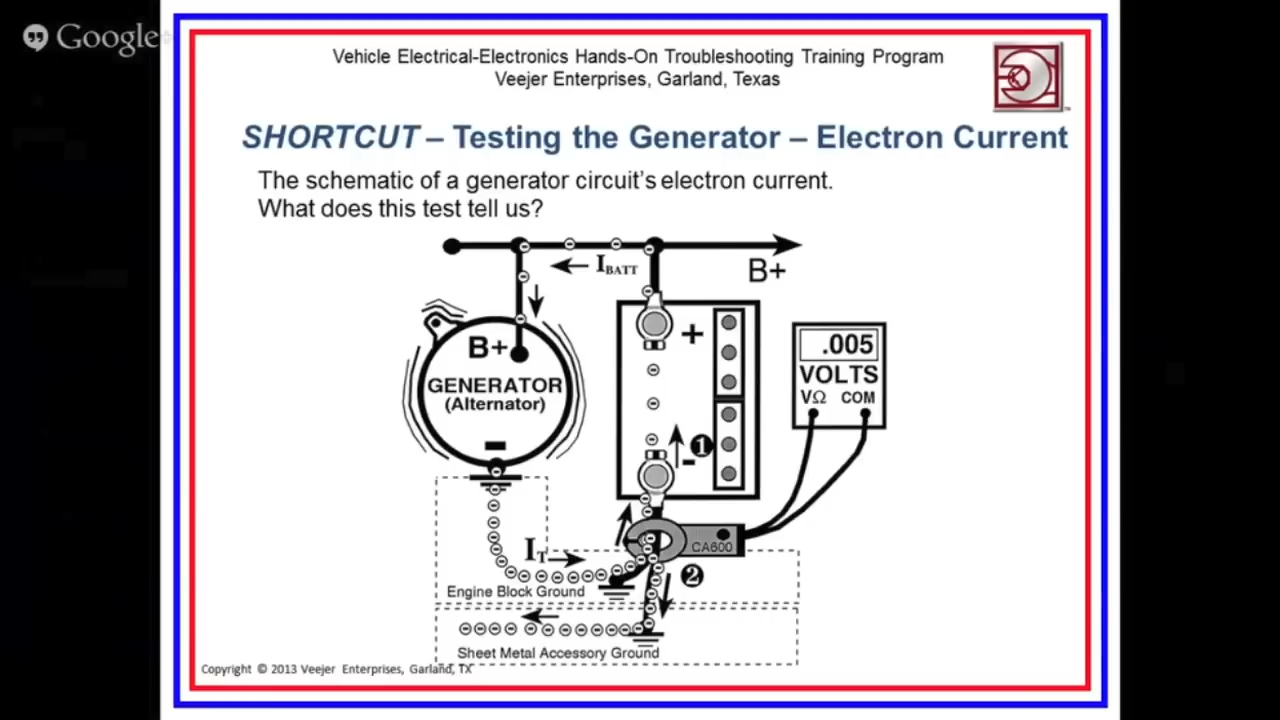 Google+
Vehicle Electrical-Electronics Hands-On Troubleshooting Training Program
Veejer Enterprises, Garland, Texas
SHORTCUT – Testing the Generator – Electron Current
The schematic of a generator circuit's electron current.
What does this test tell us?
IBATT
B+
B+
GENERATOR
(Alternator)
-
+
.005
VOLTS
VΩ COM
-
1
IT
CA600
2
Engine Block Ground
Sheet Metal Accessory Ground
Copyright © 2013 Veejer Enterprises, Garland, TX